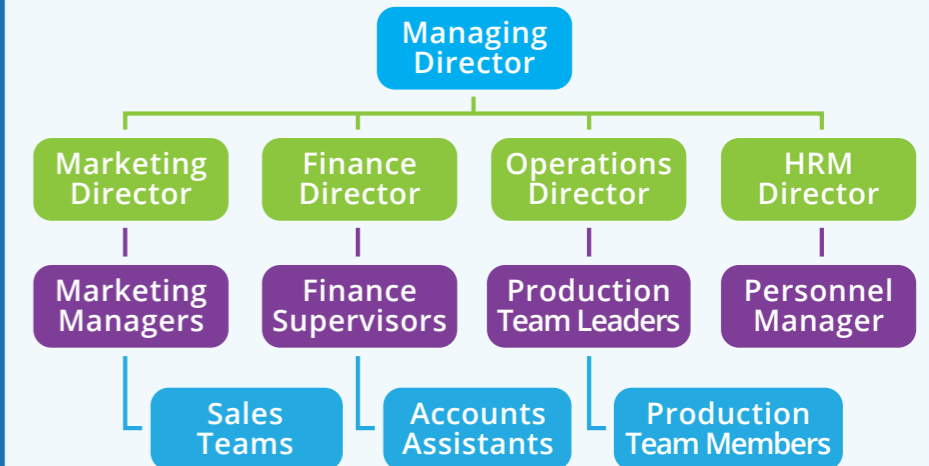 Managing
Director
Marketing
Director
Finance
Director
Operations
Director
HRM
Director
Marketing
Managers
Finance
Supervisors
Production
Team Leaders
Personnel
Manager
Sales
Teams
Accounts
Assistants
Production
Team Members